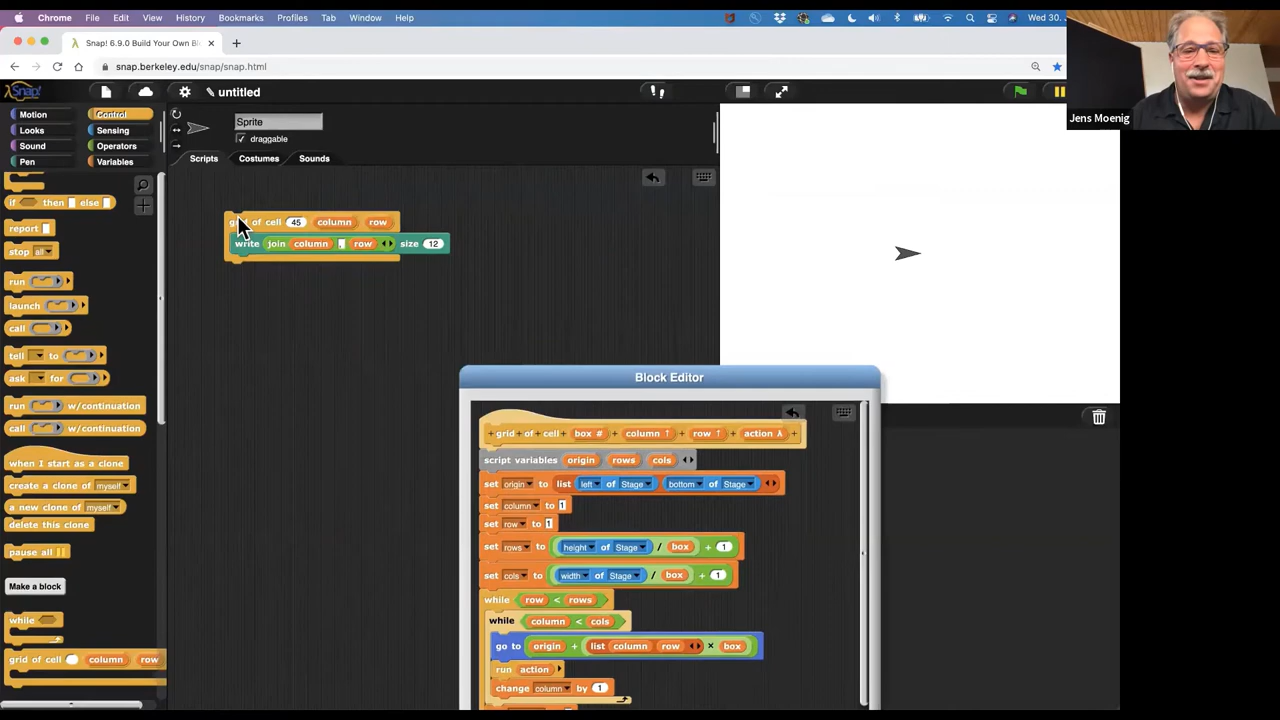 Chrome File Edit View History Bookmarks Profiles Tab Window Help Wed 30.
Snap! 6.9.0 Build Your Own Bl
snap.berkeley.edu/snap/snap.html
Jens Moenig
Snap! untitled
Motion Control
Looks Sensing
Sound Operators
Pen Variables
Sprite
draggable
Scripts Costumes Sounds
if then else
report
stop all
run
launch
call
tell to
ask for
run w/continuation
call w/continuation
when I start as a clone
create a clone of myself
a new clone of myself
delete this clone
pause all
Make a block
while
grid of cell column row
grid of cell 45 column row
write join column , row size 12
Block Editor
+ grid + of + cell box # + column ↑ + row ↑ + action λ +
script variables origin rows cols
set origin to list left of Stage bottom of Stage
set column to 1
set row to 1
set rows to height of Stage / box + 1
set cols to width of Stage / box + 1
while row < rows
while column < cols
go to origin + list column row × box
run action
change column by 1